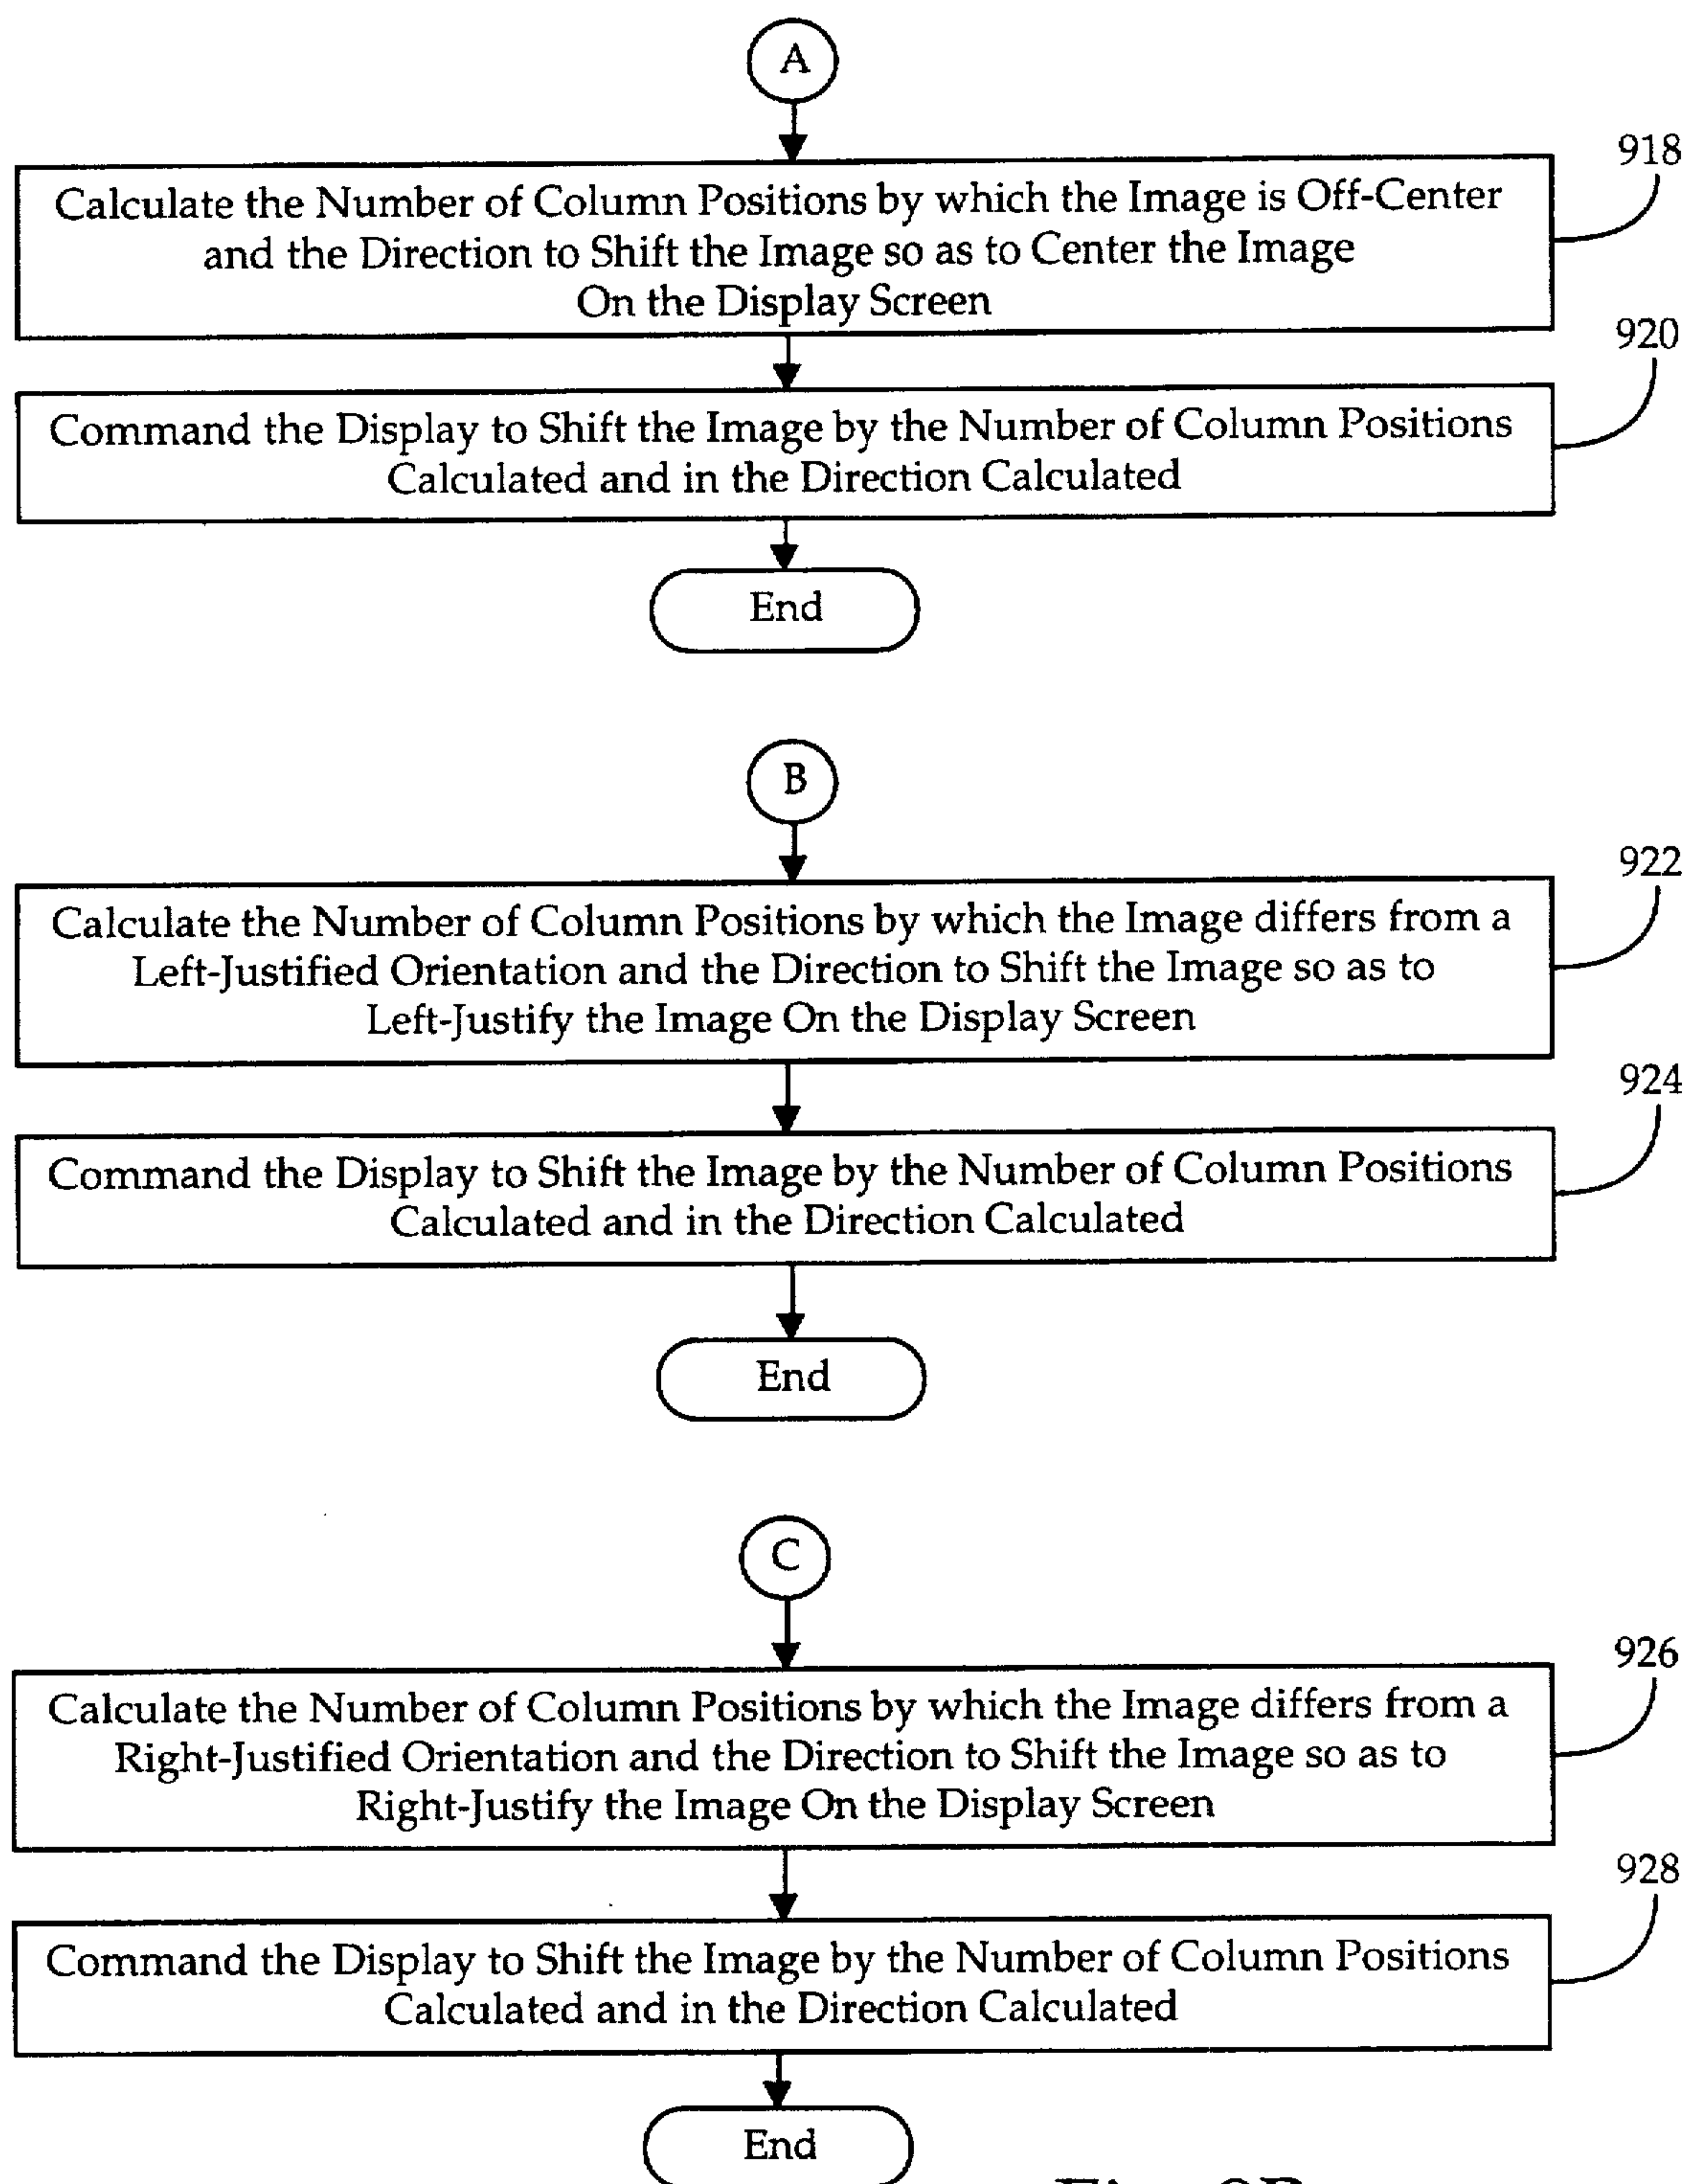 A
918
Calculate the Number of Column Positions by which the Image is Off-Center
and the Direction to Shift the Image so as to Center the Image
On the Display Screen
920
Command the Display to Shift the Image by the Number of Column Positions
Calculated and in the Direction Calculated
End
B
922
Calculate the Number of Column Positions by which the Image differs from a
Left-Justified Orientation and the Direction to Shift the Image so as to
Left-Justify the Image On the Display Screen
924
Command the Display to Shift the Image by the Number of Column Positions
Calculated and in the Direction Calculated
End
C
926
Calculate the Number of Column Positions by which the Image differs from a
Right-Justified Orientation and the Direction to Shift the Image so as to
Right-Justify the Image On the Display Screen
928
Command the Display to Shift the Image by the Number of Column Positions
Calculated and in the Direction Calculated
End